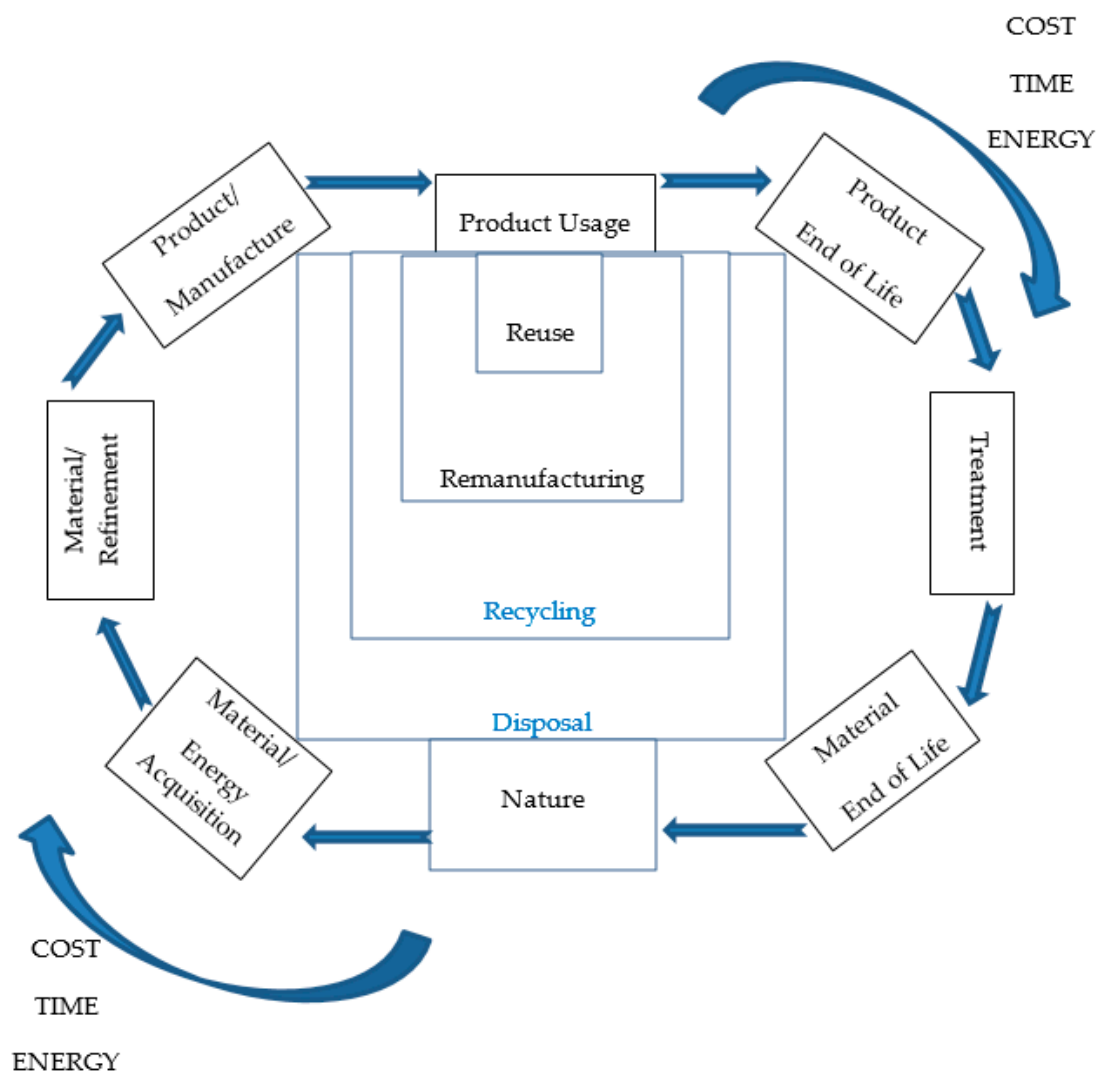 COST
TIME
ENERGY
Product/
Manufacture
Product Usage
Product
End of Life
Reuse
Remanufacturing
Recycling
Disposal
Material/
Refinement
Treatment
Material/
Energy
Acquisition
Nature
Material
End of Life
COST
TIME
ENERGY